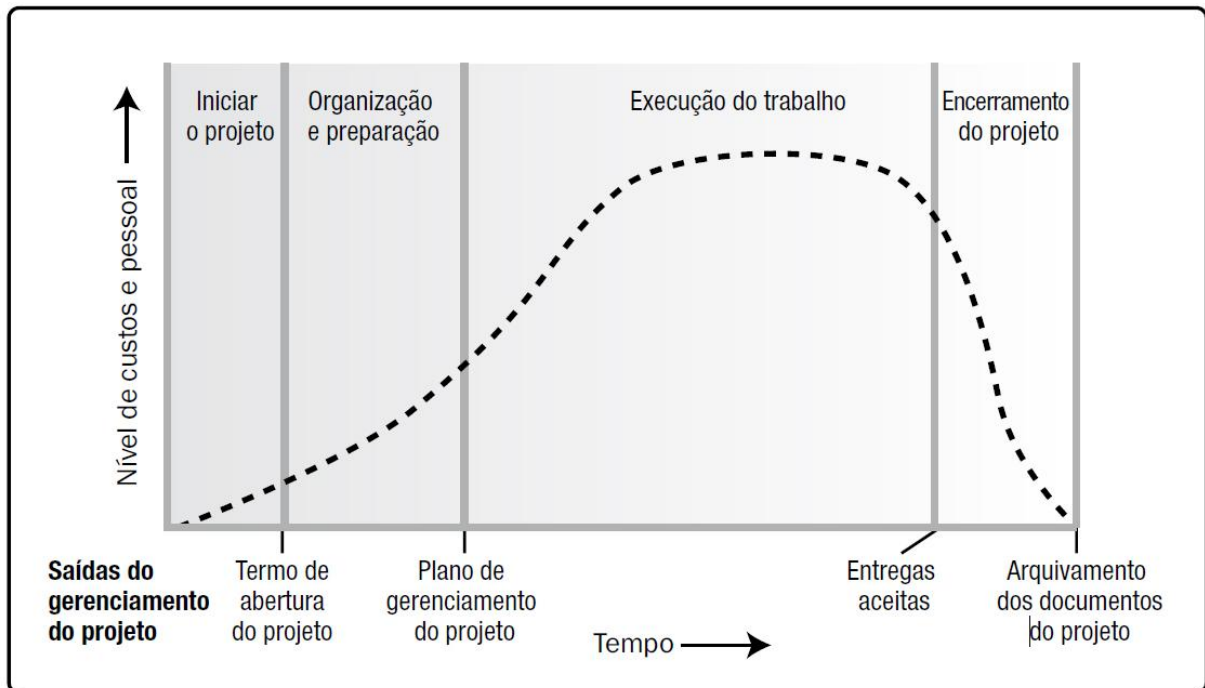 Iniciar
o projeto
Organização
e preparação
Execução do trabalho
Encerramento
do projeto
Nível de custos e pessoal
Saídas do
gerenciamento
do projeto
Termo de
abertura
do projeto
Plano de
gerenciamento
do projeto
Tempo
Entregas
aceitas
Arquivamento
dos documentos
do projeto